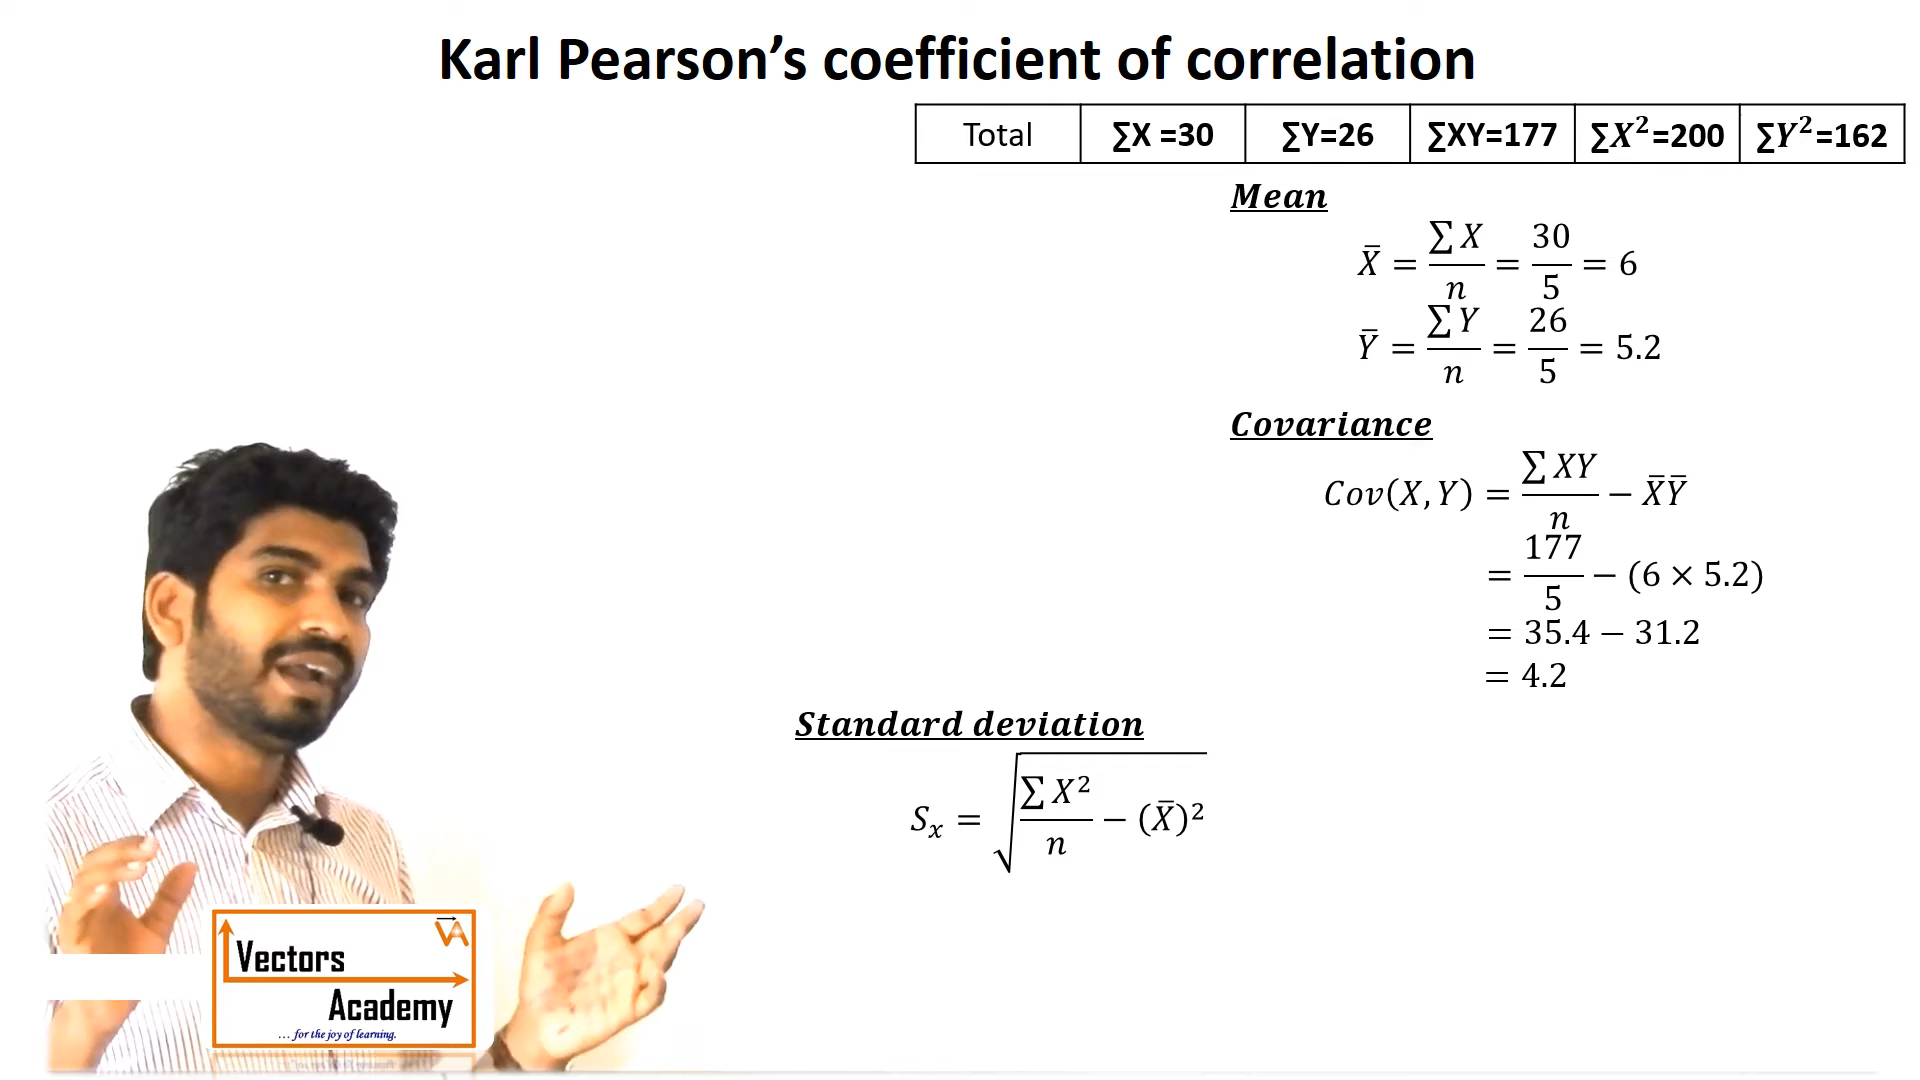 Karl Pearson’s coefficient of correlation
Total ∑X =30 ∑Y=26 ∑XY=177 ∑X²=200 ∑Y²=162
Mean
X̄ = ∑X/n = 30/5 = 6
Ȳ = ∑Y/n = 26/5 = 5.2
Covariance
Cov(X, Y) = ∑XY/n − X̄Ȳ
= 177/5 − (6 × 5.2)
= 35.4 − 31.2
= 4.2
Standard deviation
Sₓ = √(∑X²/n − (X̄)²)
VA
Vectors
Academy
... for the joy of learning.